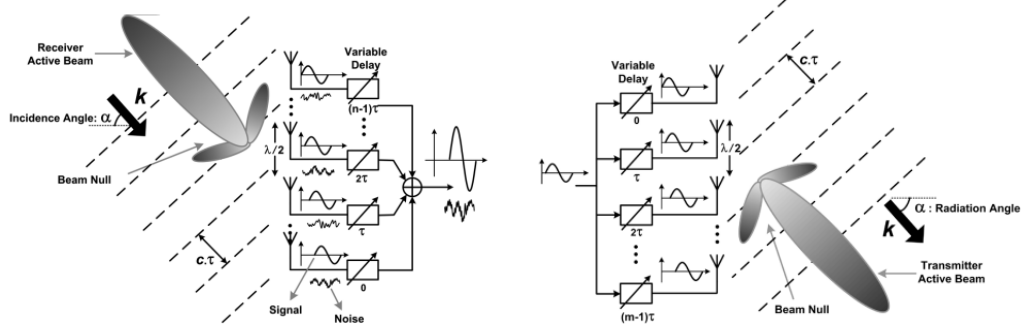 Receiver
Active Beam
k
Incidence Angle: α
Beam Null
c.τ
λ/2
Variable
Delay
(n-1)τ
2τ
τ
0
Signal
Noise
Variable
Delay
0
τ
2τ
(m-1)τ
λ/2
c.τ
α : Radiation Angle
k
Transmitter
Active Beam
Beam Null